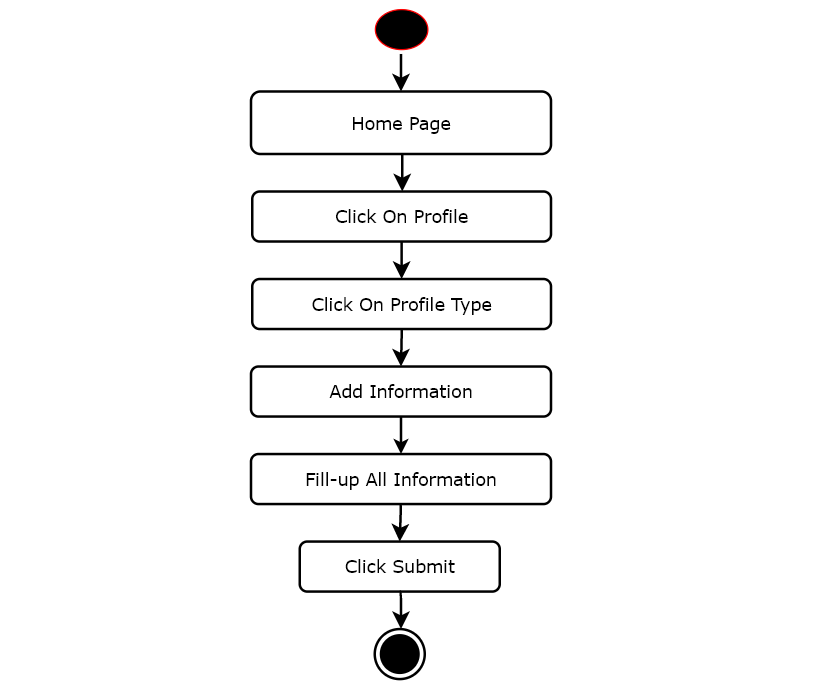 Home Page
Click On Profile
Click On Profile Type
Add Information
Fill-up All Information
Click Submit